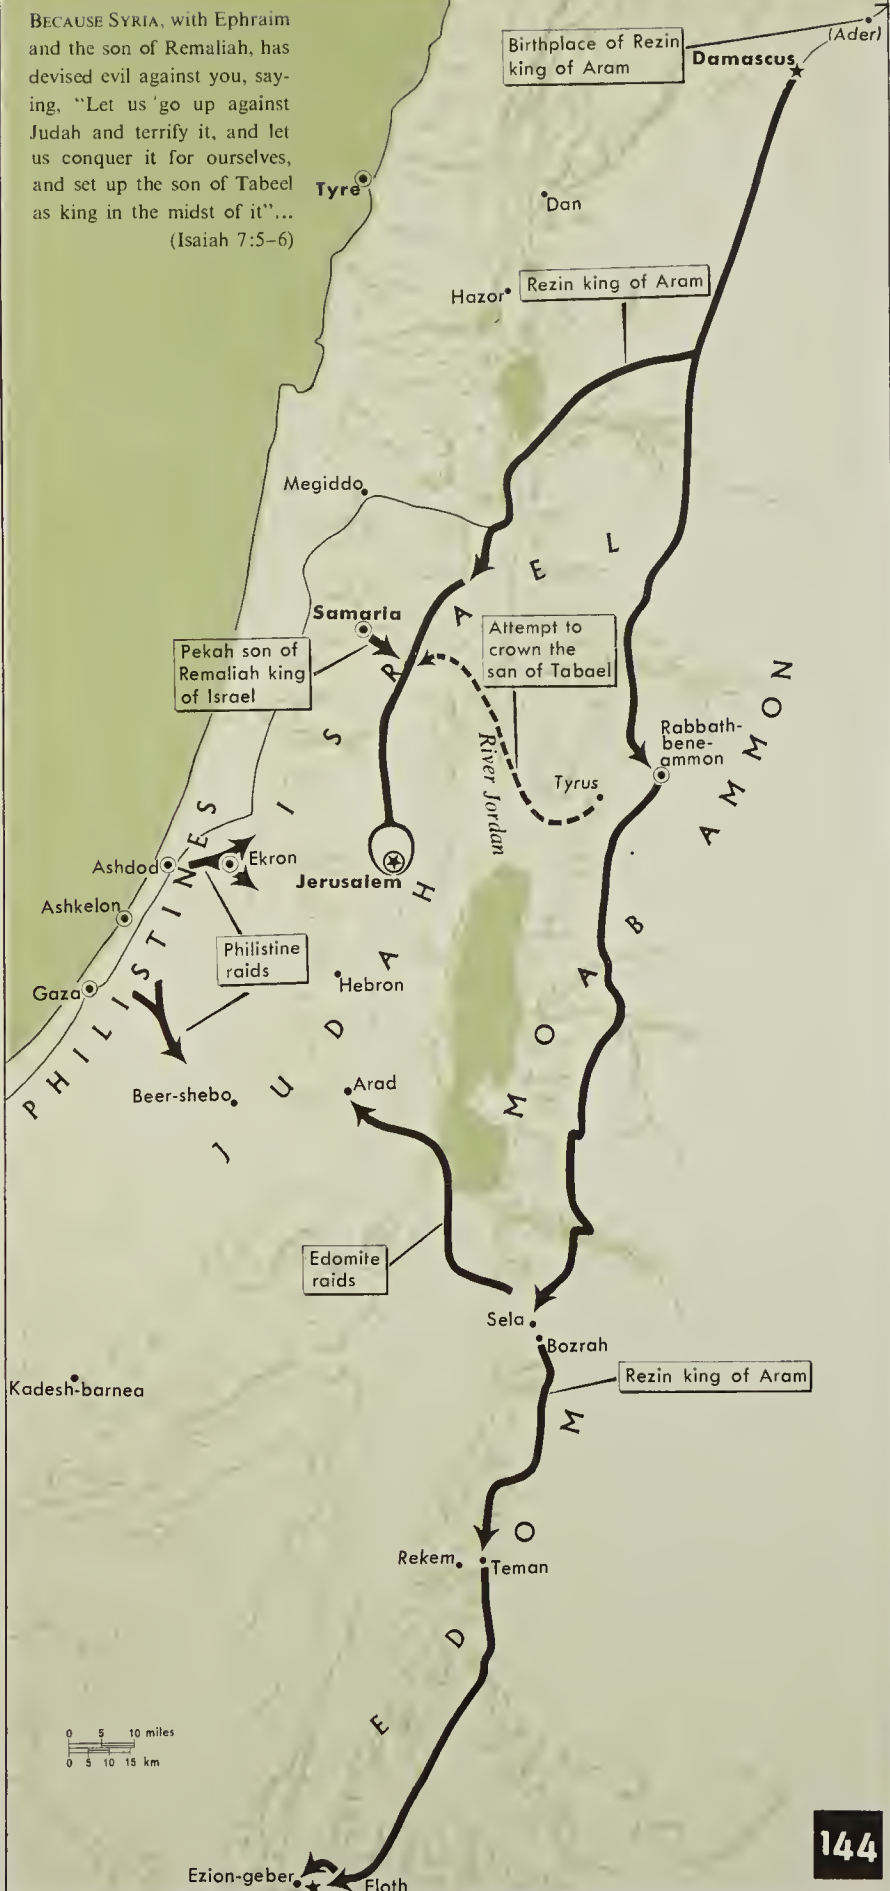 BECAUSE SYRIA, with Ephraim
and the son of Remaliah, has
devised evil against you, say-
ing, "Let us go up against
Judah and terrify it, and let
us conquer it for ourselves,
and set up the son of Tabeel
as king in the midst of it"...
(Isaiah 7:5-6)
Birthplace of Rezin
king of Aram
(Ader)
Damascus
Tyre
Dan
Hazor
Rezin king of Aram
Megiddo
ISRAEL
Samaria
Attempt to
crown the
san of Tabael
Pekah son of
Remaliah king
of Israel
AMMON
Rabbath-
bene-
ammon
River Jordan
Tyrus
Ashdod
Ekron
Jerusalem
Ashkelon
PHILISTINES
Philistine
raids
Hebron
Gaza
JUDAH
MOAB
Beer-shebo
Arad
Edomite
raids
Sela
Bozrah
Kadesh-barnea
Rezin king of Aram
EDOM
Rekem
Teman
0 5 10 miles
0 5 10 15 km
144
Ezion-geber
Eloth